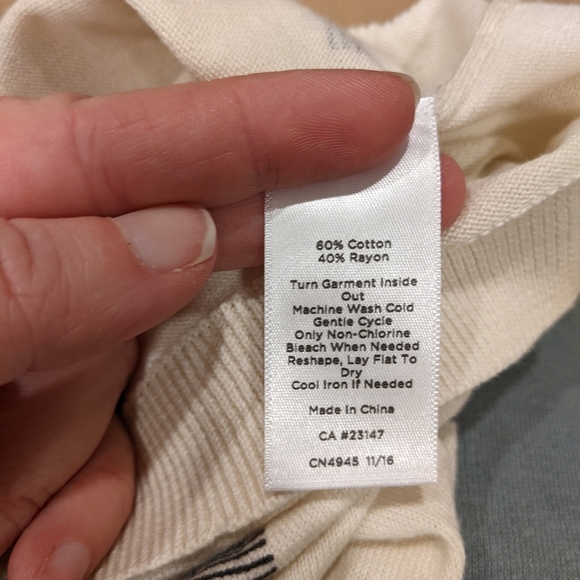 60% Cotton
40% Rayon
Turn Garment Inside
Out
Machine Wash Cold
Gentle Cycle
Only Non-Chlorine
Bleach When Needed
Reshape, Lay Flat To
Dry
Cool Iron If Needed
Made In China
CA #23147
CN4945 11/16